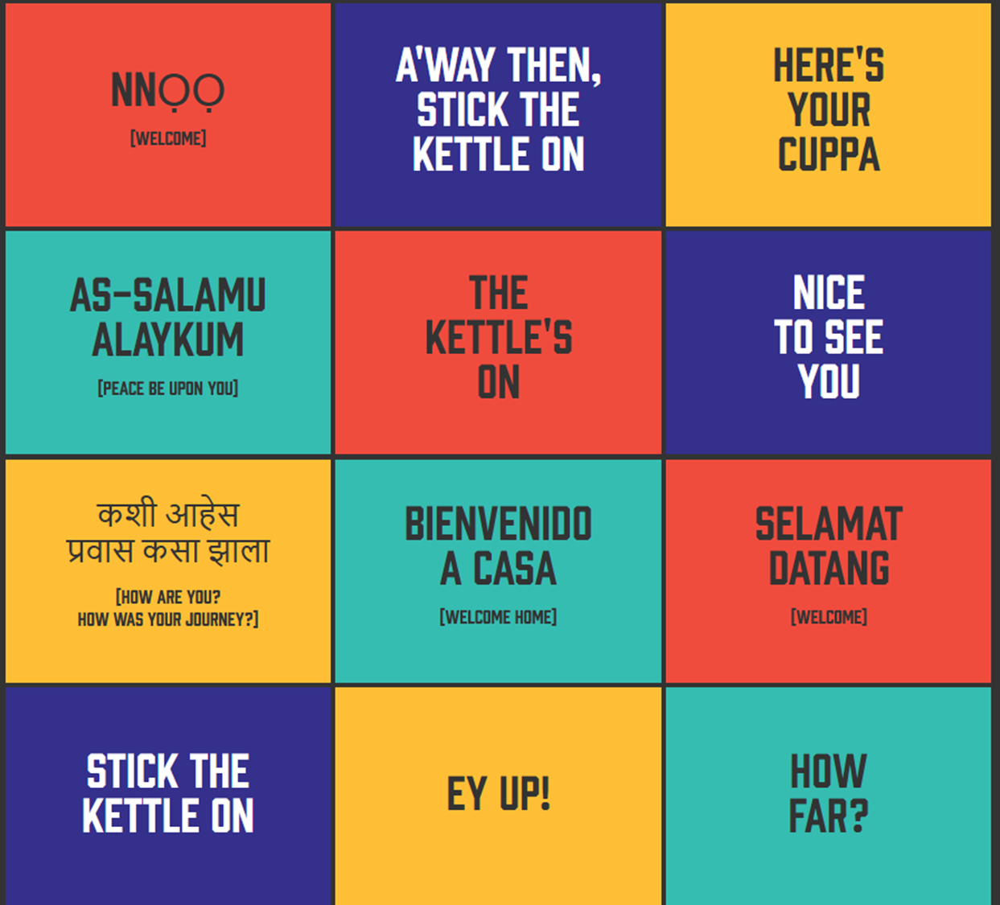 NNỌỌ
[WELCOME]
A'WAY THEN,
STICK THE
KETTLE ON
HERE'S
YOUR
CUPPA
AS-SALAMU
ALAYKUM
[PEACE BE UPON YOU]
THE
KETTLE'S
ON
NICE
TO SEE
YOU
कशी आहेस
प्रवास कसा झाला
[HOW ARE YOU?
HOW WAS YOUR JOURNEY?]
BIENVENIDO
A CASA
[WELCOME HOME]
SELAMAT
DATANG
[WELCOME]
STICK THE
KETTLE ON
EY UP!
HOW
FAR?